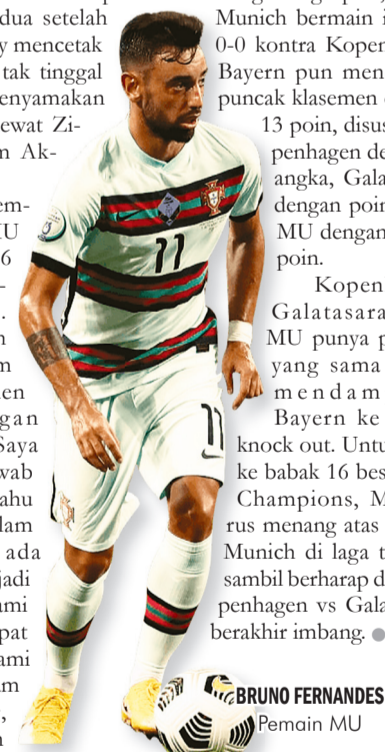 dua setelah
mencetak
tak tinggal
enyamakan
ewat Zi-
Ak-
em-
MU
6
gan
Saya
wab
ahu
lam
ada
jadi
ami
pat
ami
Munich bermain i
0-0 kontra Kopen
Bayern pun men
puncak klasemen
13 poin, disus
penhagen de
angka, Gala
dengan poin
MU dengan
poin.
Kopen
Galatasara
MU punya p
yang sama
mendam
Bayern ke
knock out. Untu
ke babak 16 bes
Champions, M
rus menang atas
Munich di laga t
sambil berharap d
penhagen vs Gala
berakhir imbang.
11
11
BRUNO FERNANDES
Pemain MU